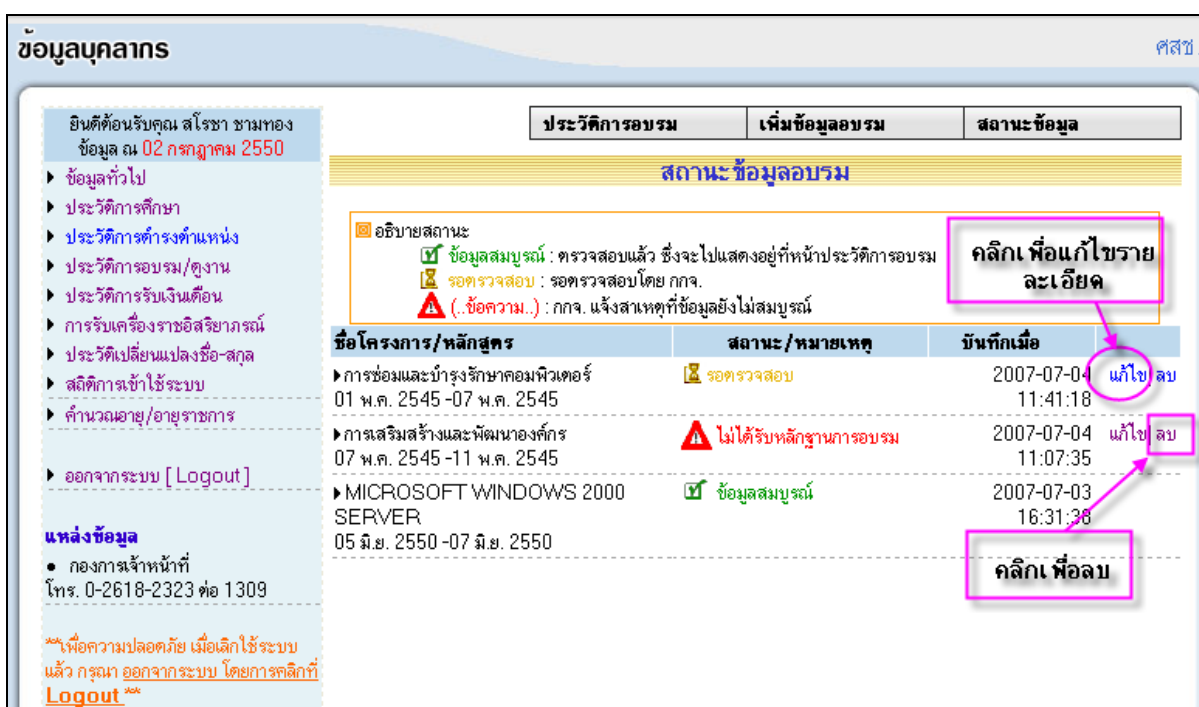 ข้อมูลบุคลากร
ศสช
ยินดีต้อนรับคุณ สโรชา ชามทอง
ข้อมูล ณ 02 กรกฎาคม 2550
ข้อมูลทั่วไป
ประวัติการศึกษา
ประวัติการดำรงตำแหน่ง
ประวัติการอบรม/ดูงาน
ประวัติการรับเงินเดือน
การรับเครื่องราชอิสริยาภรณ์
ประวัติเปลี่ยนแปลงชื่อ-สกุล
สถิติการเข้าใช้ระบบ
คำนวณอายุ/อายุราชการ
ออกจากระบบ [ Logout ]
แหล่งข้อมูล
• กองการเจ้าหน้าที่
โทร. 0-2618-2323 ต่อ 1309
**เพื่อความปลอดภัย เมื่อเลิกใช้ระบบ
แล้ว กรุณา ออกจากระบบ โดยการคลิกที่
Logout **
ประวัติการอบรม เพิ่มข้อมูลอบรม สถานะข้อมูล
สถานะข้อมูลอบรม
อธิบายสถานะ
ข้อมูลสมบูรณ์ : ตรวจสอบแล้ว ซึ่งจะไปแสดงอยู่ที่หน้าประวัติการอบรม
รอตรวจสอบ : รอตรวจสอบโดย กกจ.
(..ข้อความ..) : กกจ. แจ้งสาเหตุที่ข้อมูลยังไม่สมบูรณ์
คลิกเพื่อแก้ไขราย
ละเอียด
ชื่อโครงการ/หลักสูตร สถานะ/หมายเหตุ บันทึกเมื่อ
การซ่อมและบำรุงรักษาคอมพิวเตอร์ รอตรวจสอบ 2007-07-04 แก้ไข| ลบ
01 พ.ค. 2545 -07 พ.ค. 2545 11:41:18
การเสริมสร้างและพัฒนาองค์กร ไม่ได้รับหลักฐานการอบรม 2007-07-04 แก้ไข| ลบ
07 พ.ค. 2545 -11 พ.ค. 2545 11:07:35
MICROSOFT WINDOWS 2000 ข้อมูลสมบูรณ์ 2007-07-03
SERVER 16:31:38
05 มิ.ย. 2550 -07 มิ.ย. 2550
คลิกเพื่อลบ